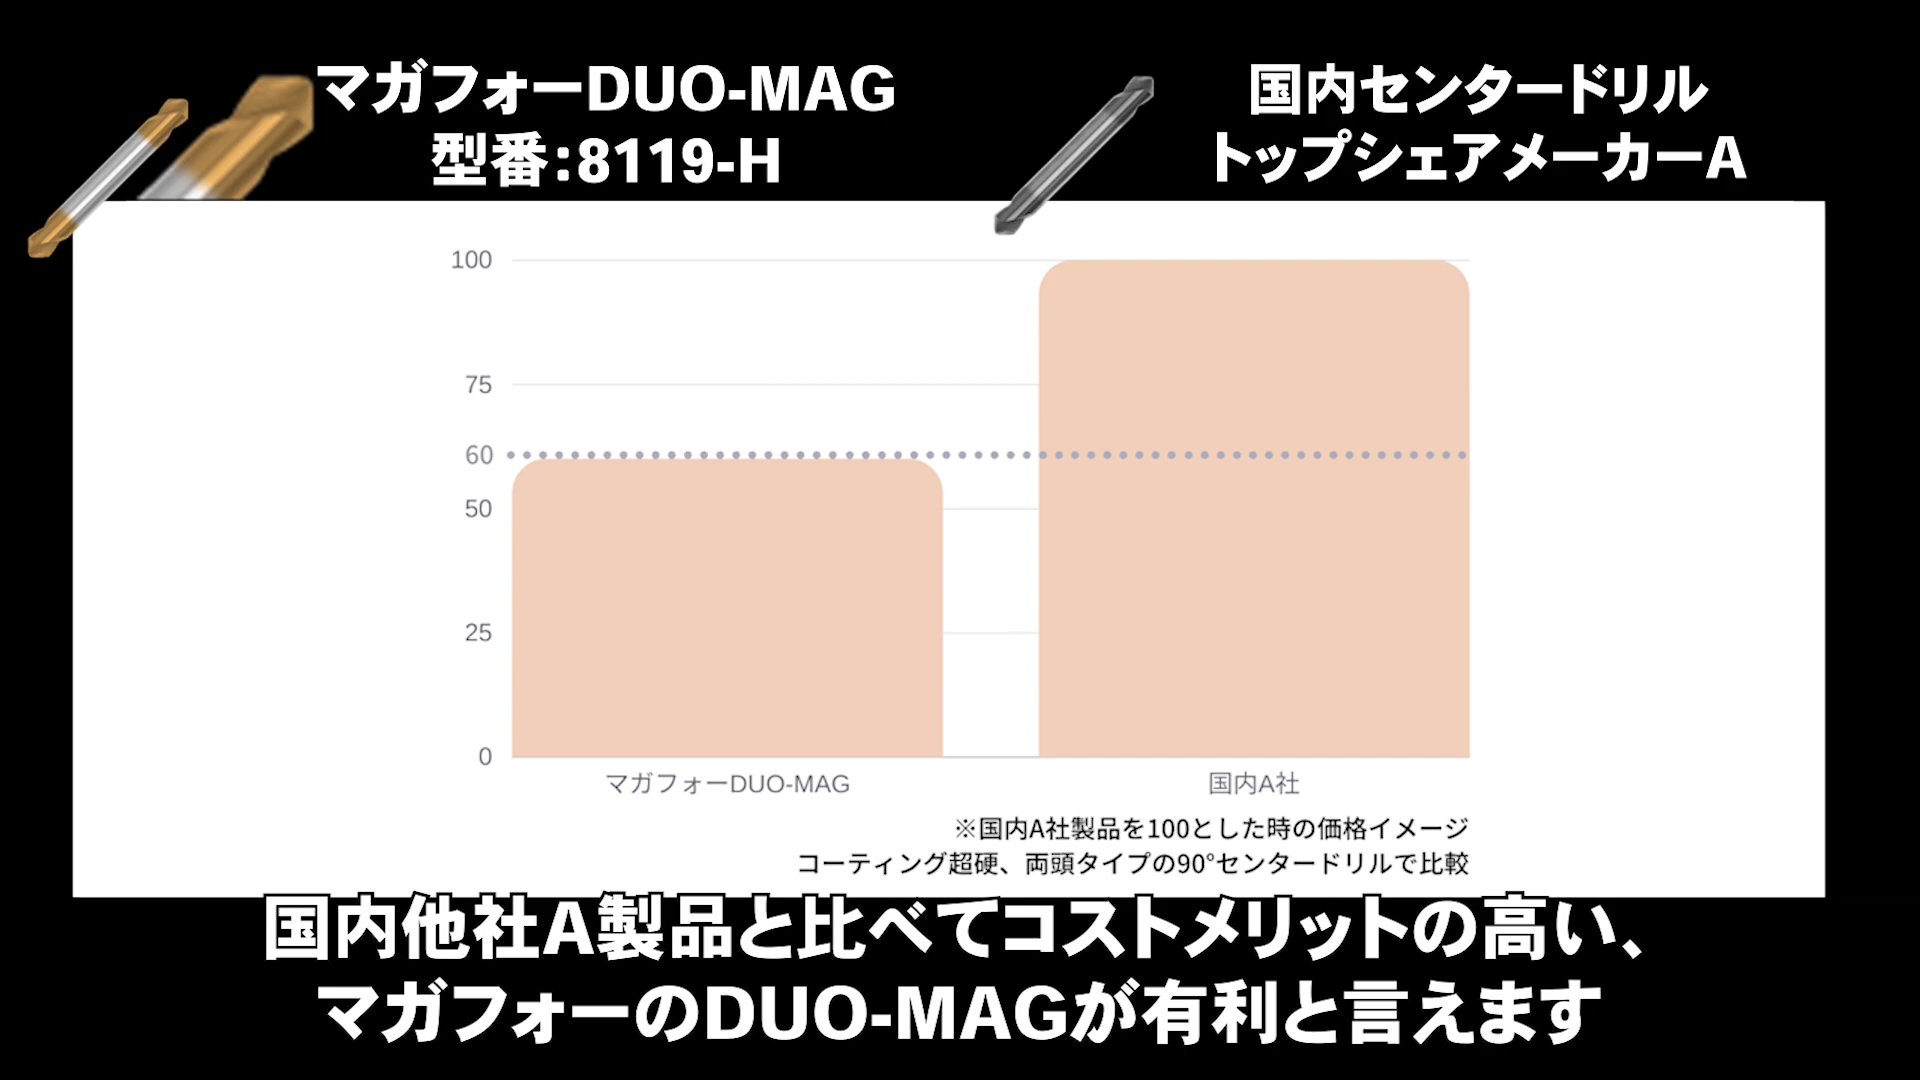 マガフォーDUO-MAG
型番:8119-H
国内センタードリル
トップシェアメーカーA
100
75
60
50
25
0
マガフォーDUO-MAG
国内A社
※国内A社製品を100とした時の価格イメージ
コーティング超硬、両頭タイプの90°センタードリルで比較
国内他社A製品と比べてコストメリットの高い、
マガフォーのDUO-MAGが有利と言えます